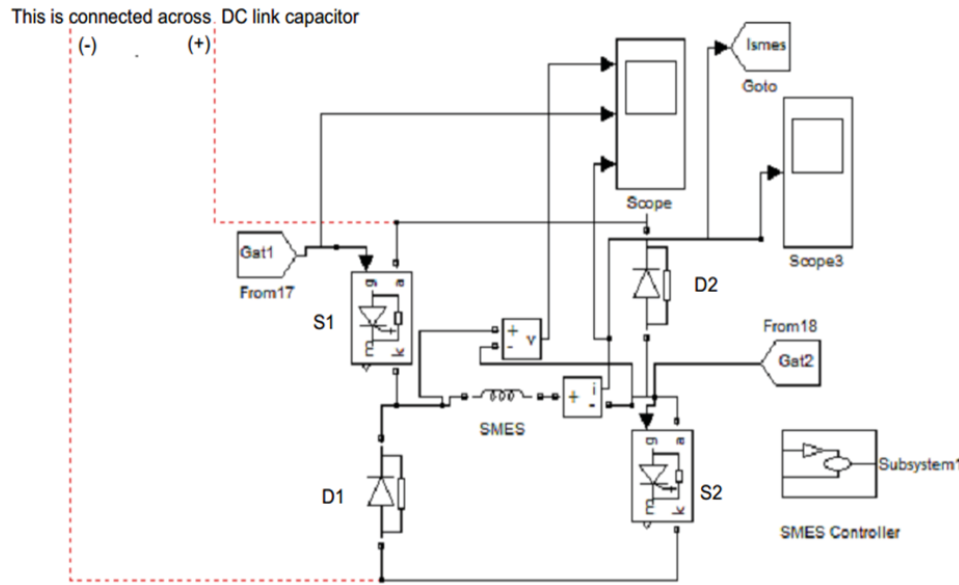 This is connected across DC link capacitor
(-)
(+)
Ismes
Goto
Scope
Scope3
Gat1
From17
g
a
S1
m
k
+
-
v
D2
From18
Gat2
SMES
+
i
-
g
a
S2
m
k
D1
Subsystem1
SMES Controller